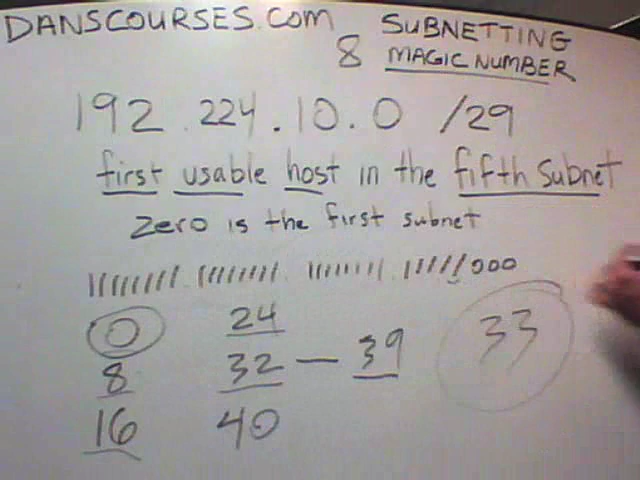 DANSCOURSES.COM
SUBNETTING
8 MAGIC NUMBER
192 . 224 . 10 . 0 /29
first usable host in the fifth subnet
zero is the first subnet
11111111 11111111 11111111 11111000
0 24
8 32 — 39 33
16 40